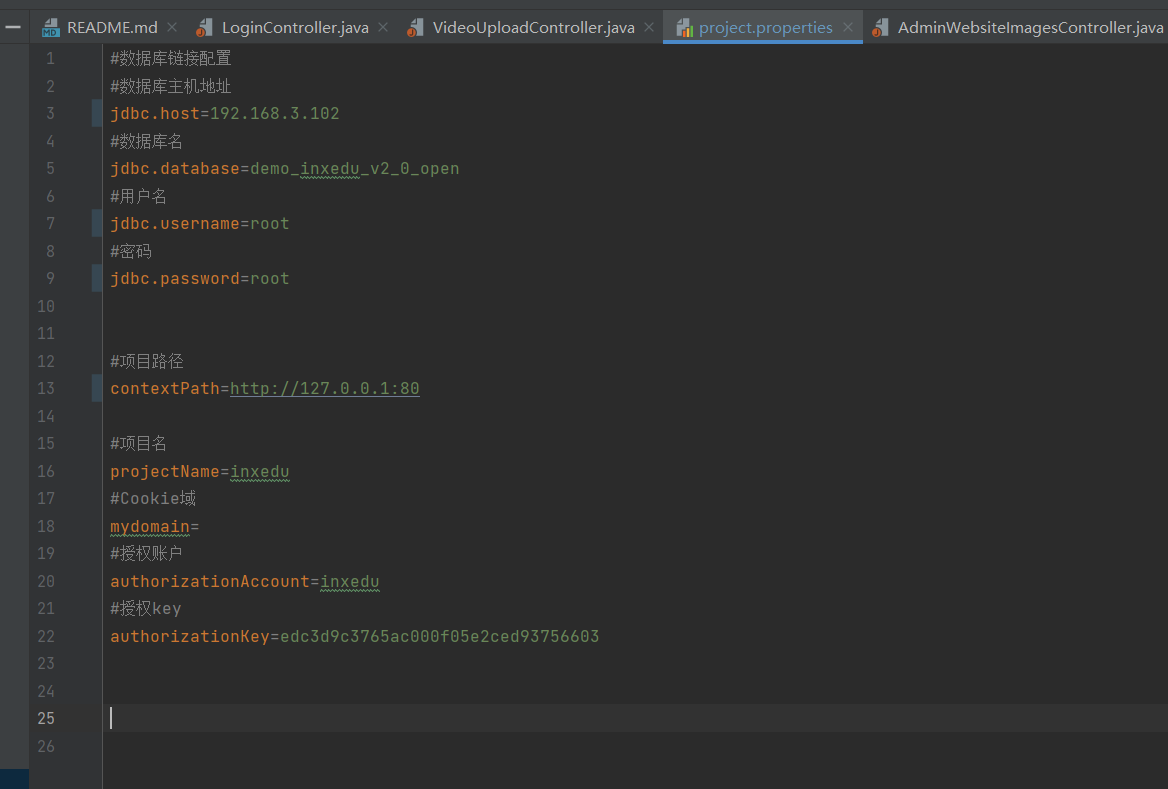 README.md LoginController.java VideoUploadController.java project.properties AdminWebsiteImagesController.java
1 #数据库链接配置
2 #数据库主机地址
3 jdbc.host=192.168.3.102
4 #数据库名
5 jdbc.database=demo_inxedu_v2_0_open
6 #用户名
7 jdbc.username=root
8 #密码
9 jdbc.password=root
10
11
12 #项目路径
13 contextPath=http://127.0.0.1:80
14
15 #项目名
16 projectName=inxedu
17 #Cookie域
18 mydomain=
19 #授权账户
20 authorizationAccount=inxedu
21 #授权key
22 authorizationKey=edc3d9c3765ac000f05e2ced93756603
23
24
25
26